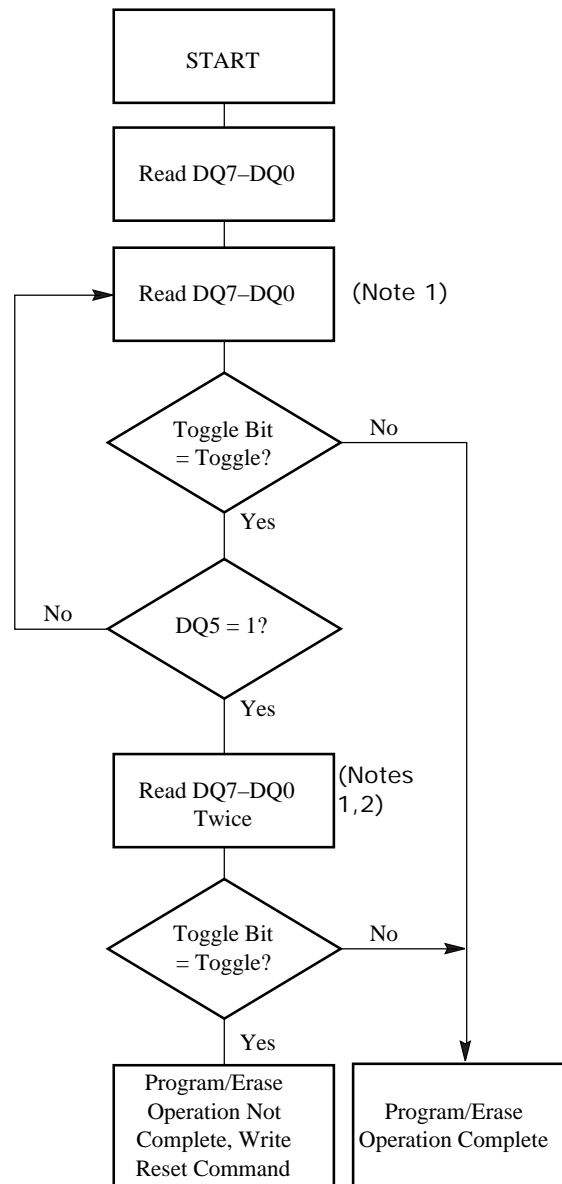 START
Read DQ7–DQ0
Read DQ7–DQ0
(Note 1)
Toggle Bit
= Toggle?
No
Yes
No
DQ5 = 1?
Yes
Read DQ7–DQ0
Twice
(Notes
1,2)
Toggle Bit
= Toggle?
No
Yes
Program/Erase
Operation Not
Complete, Write
Reset Command
Program/Erase
Operation Complete